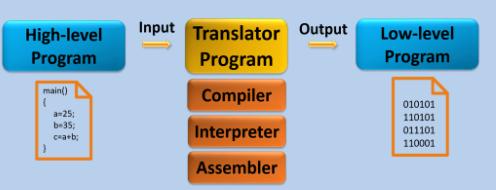 High-level
Program
Input
Translator
Program
Output
Low-level
Program
main()
{
a=25;
b=35;
c=a+b;
}
Compiler
Interpreter
Assembler
010101
110101
011101
110001